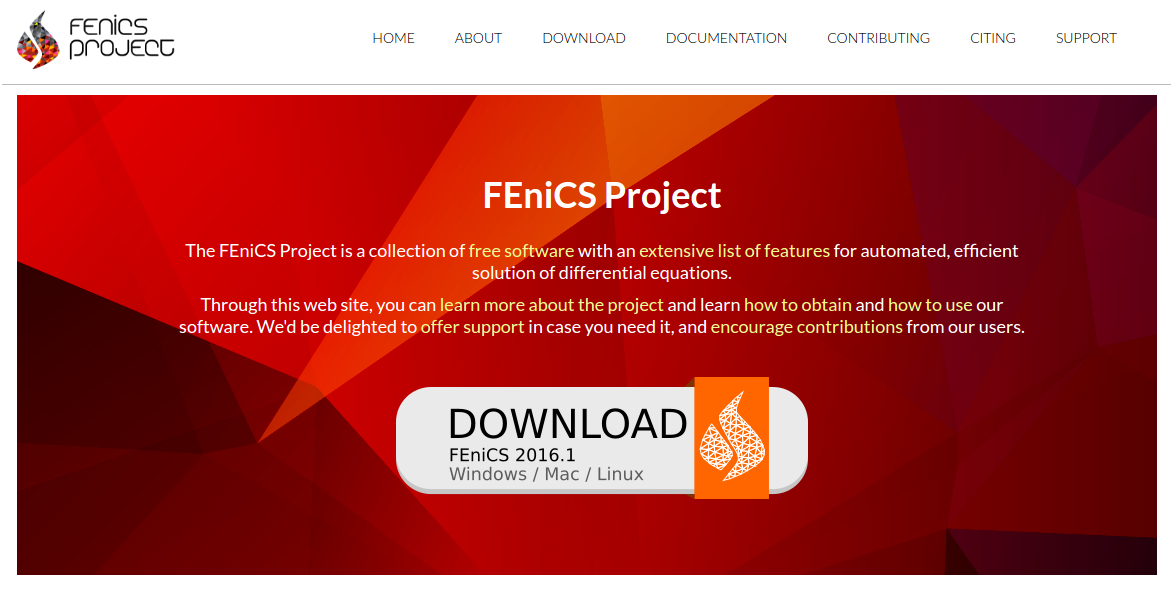 FEniCS PROJECT
HOME ABOUT DOWNLOAD DOCUMENTATION CONTRIBUTING CITING SUPPORT
FEniCS Project
The FEniCS Project is a collection of free software with an extensive list of features for automated, efficient
solution of differential equations.
Through this web site, you can learn more about the project and learn how to obtain and how to use our
software. We'd be delighted to offer support in case you need it, and encourage contributions from our users.
DOWNLOAD
FEniCS 2016.1
Windows / Mac / Linux